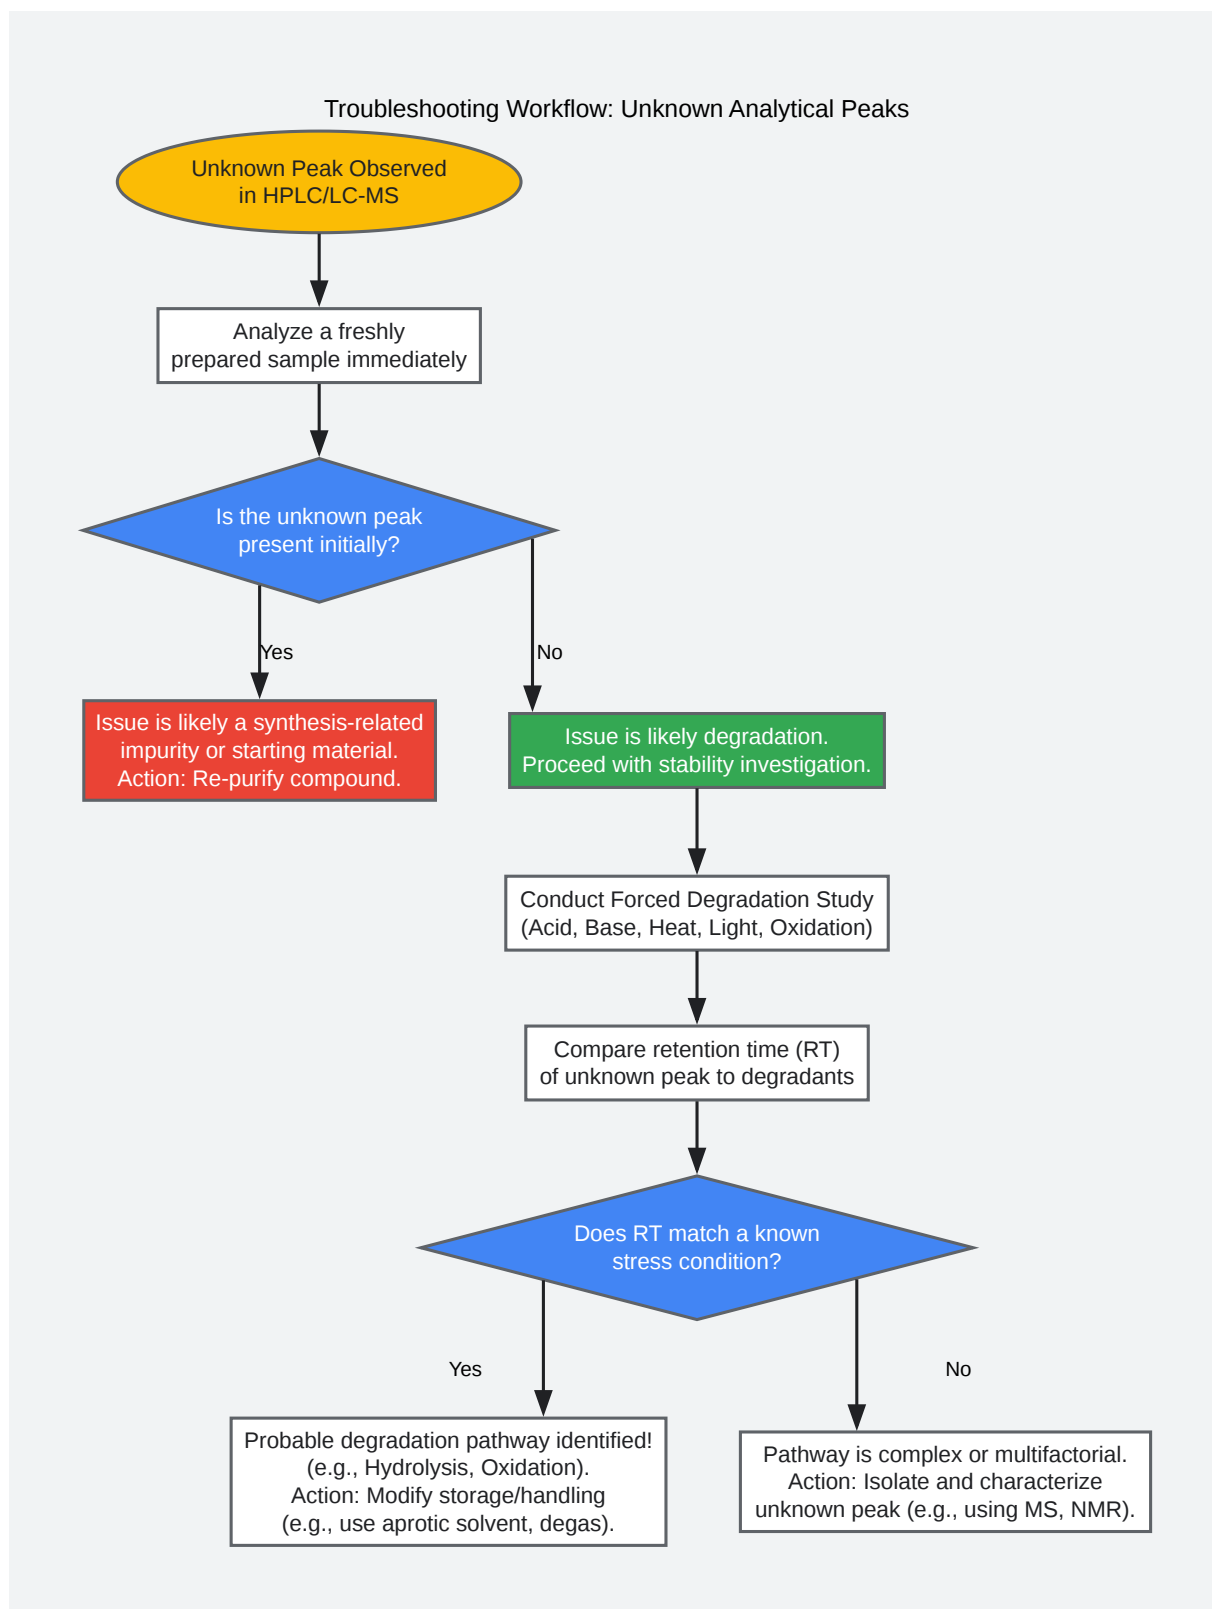 Troubleshooting Workflow: Unknown Analytical Peaks
Unknown Peak Observed
in HPLC/LC-MS
Analyze a freshly
prepared sample immediately
Is the unknown peak
present initially?
Yes
No
Issue is likely a synthesis-related
impurity or starting material.
Action: Re-purify compound.
Issue is likely degradation.
Proceed with stability investigation.
Conduct Forced Degradation Study
(Acid, Base, Heat, Light, Oxidation)
Compare retention time (RT)
of unknown peak to degradants
Does RT match a known
stress condition?
Yes
No
Probable degradation pathway identified!
(e.g., Hydrolysis, Oxidation).
Action: Modify storage/handling
(e.g., use aprotic solvent, degas).
Pathway is complex or multifactorial.
Action: Isolate and characterize
unknown peak (e.g., using MS, NMR).